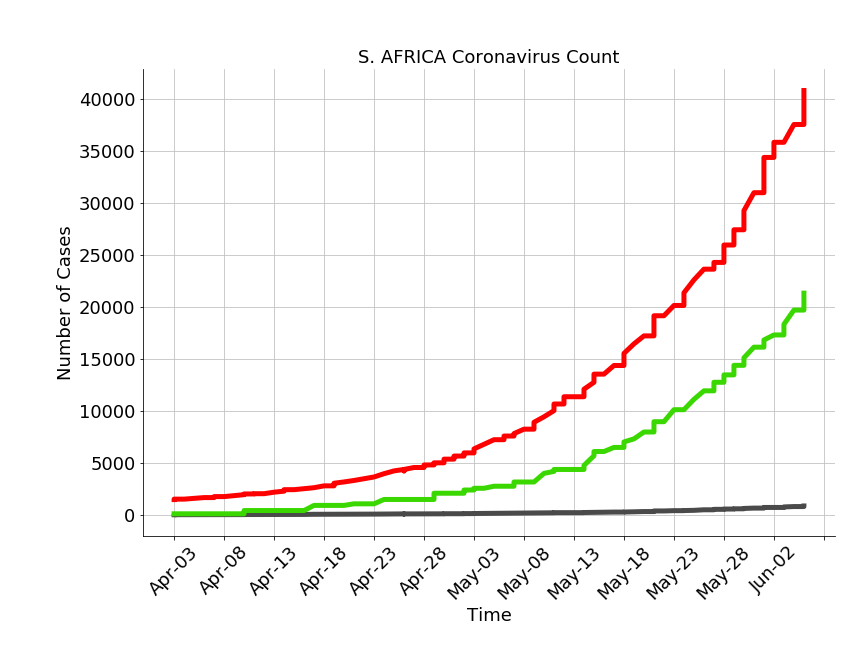 S. AFRICA Coronavirus Count
40000
35000
30000
25000
20000
15000
10000
5000
0
Number of Cases
Apr-03 Apr-08 Apr-13 Apr-18 Apr-23 Apr-28 May-03 May-08 May-13 May-18 May-23 May-28 Jun-02
Time